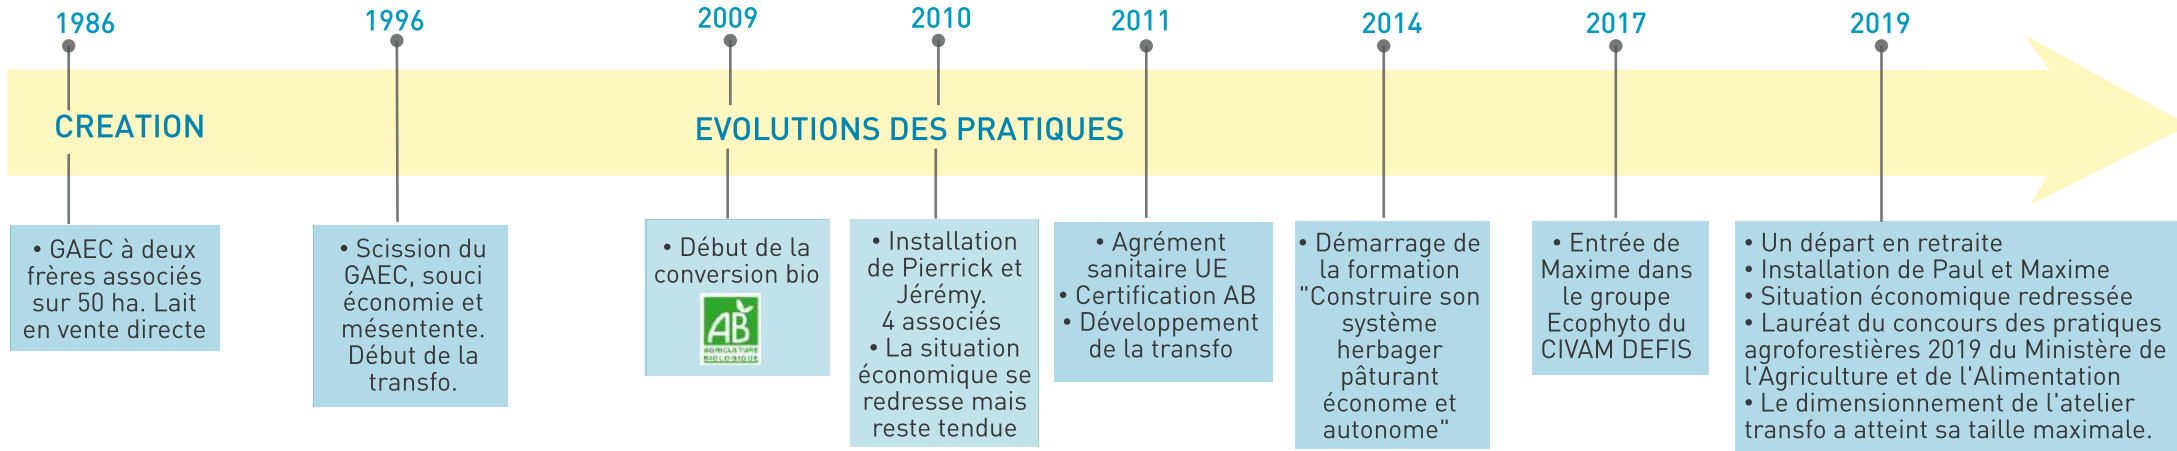 1986
1996
2009
2010
2011
2014
2017
2019
CREATION
EVOLUTIONS DES PRATIQUES
• GAEC à deux
frères associés
sur 50 ha. Lait
en vente directe
• Scission du
GAEC, souci
économie et
mésentente.
Début de la
transfo.
• Début de la
conversion bio
AB
AGRICULTURE
BIOLOGIQUE
• Installation
de Pierrick et
Jérémy.
4 associés
• La situation
économique se
redresse mais
reste tendue
• Agrément
sanitaire UE
• Certification AB
• Développement
de la transfo
• Démarrage de
la formation
"Construire son
système
herbager
pâturant
économe et
autonome"
• Entrée de
Maxime dans
le groupe
Ecophyto du
CIVAM DEFIS
• Un départ en retraite
• Installation de Paul et Maxime
• Situation économique redressée
• Lauréat du concours des pratiques
agroforestières 2019 du Ministère de
l'Agriculture et de l'Alimentation
• Le dimensionnement de l'atelier
transfo a atteint sa taille maximale.